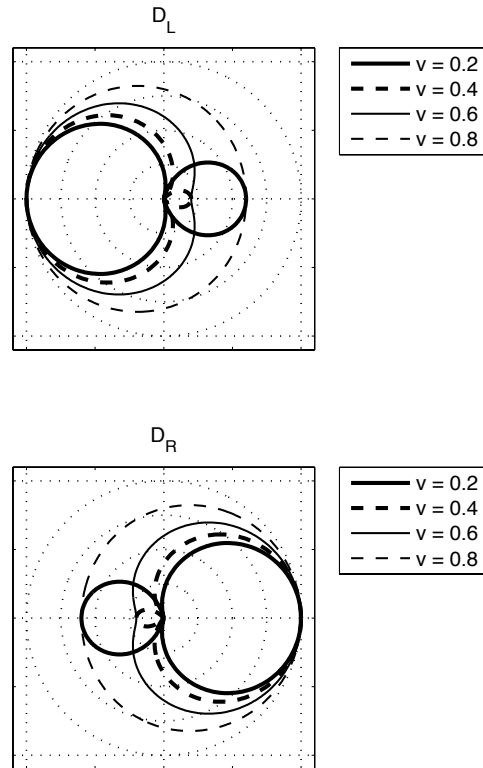 D_L
v = 0.2
v = 0.4
v = 0.6
v = 0.8
D_R
v = 0.2
v = 0.4
v = 0.6
v = 0.8